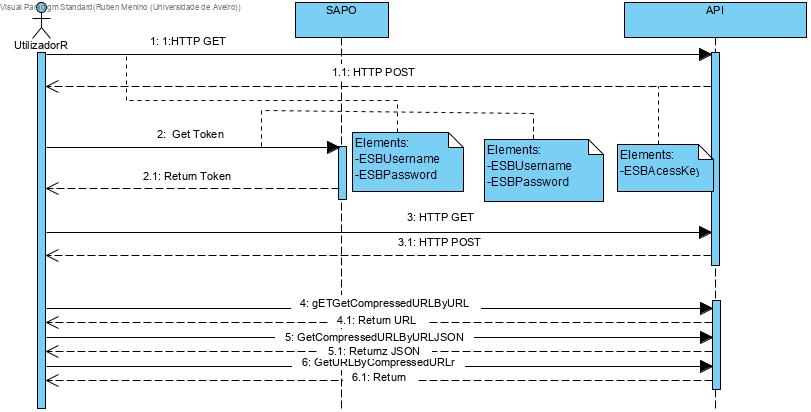 Visual Paradigm Standard(Ruben Menino (Universidade de Aveiro))
SAPO
API
UtilizadorR
1: 1:HTTP GET
1.1: HTTP POST
2: Get Token
Elements:
-ESBUsername
-ESBPassword
Elements:
-ESBUsername
-ESBPassword
Elements:
-ESBAcessKey
2.1: Return Token
3: HTTP GET
3.1: HTTP POST
4: gETGetCompressedURLByURL
4.1: Return URL
5: GetCompressedURLByURLJSON
5.1: Returnz JSON
6: GetURLByCompressedURLr
6.1: Return